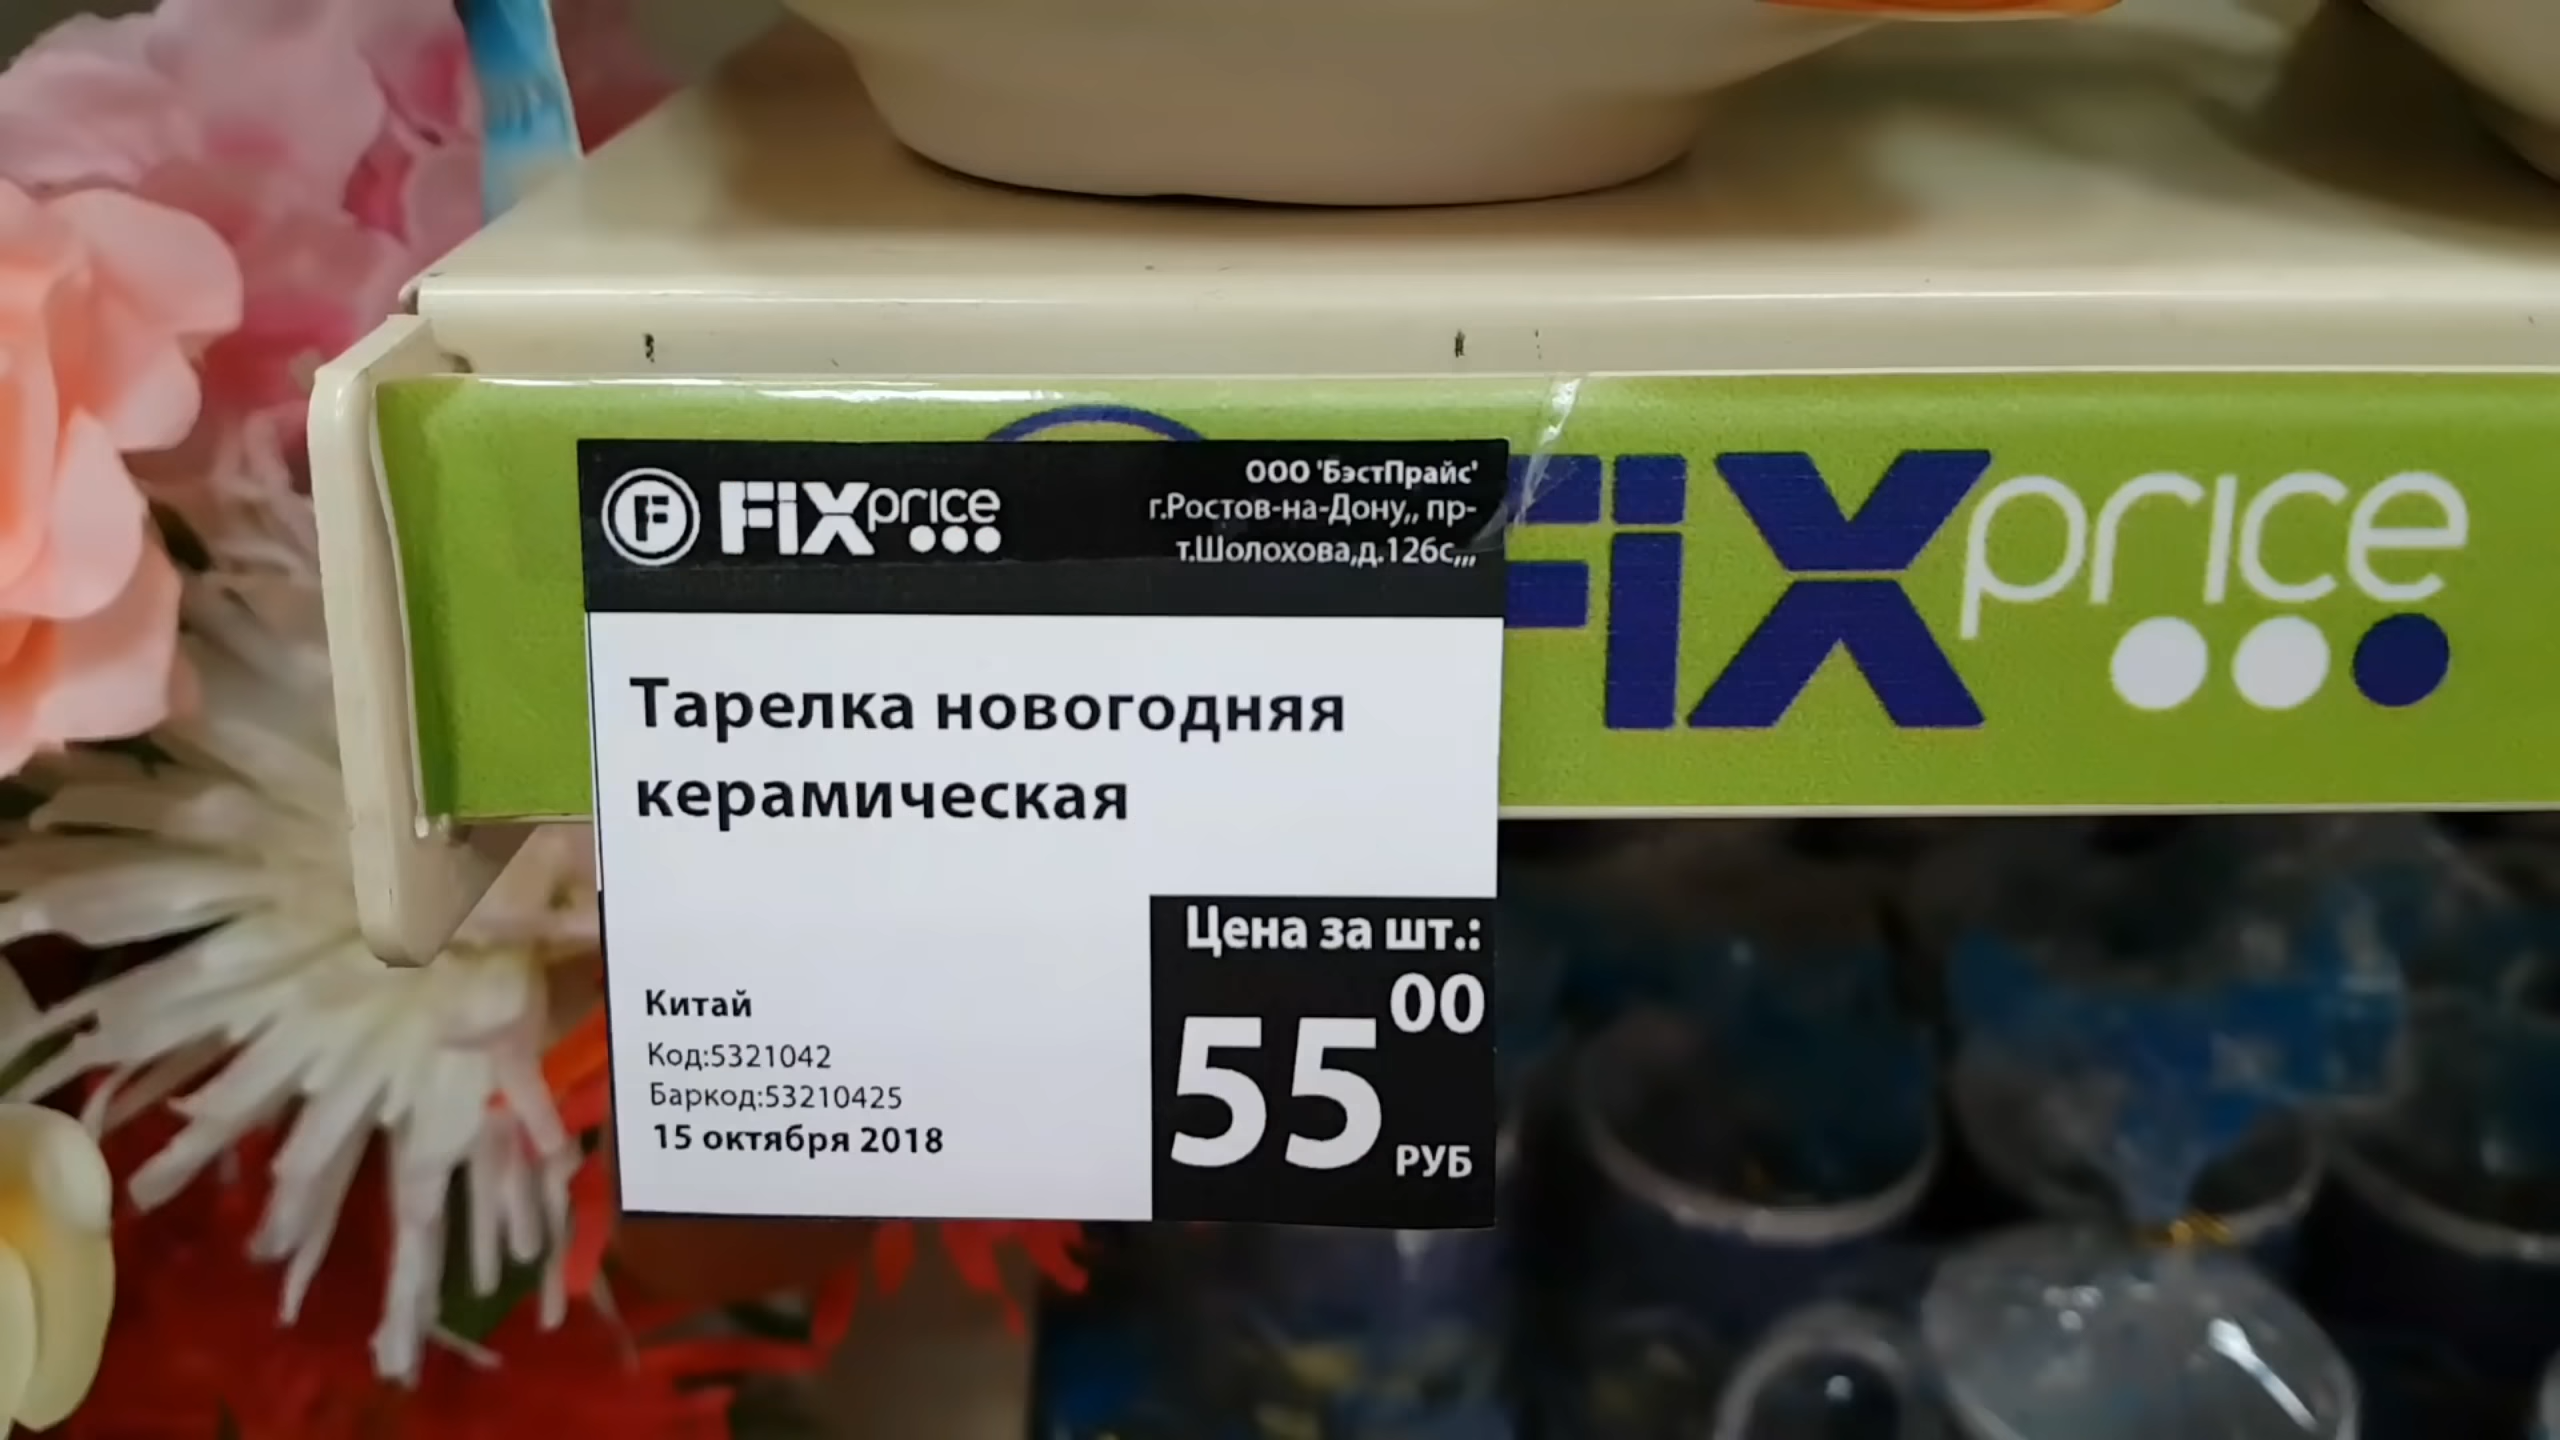 FiXprice
ООО 'БэстПрайс'
г.Ростов-на-Дону,, пр-
т.Шолохова,д.126с,,,
Тарелка новогодняя
керамическая
Цена за шт.:
55 00
РУБ
Китай
Код:5321042
Баркод:53210425
15 октября 2018
FiXprice